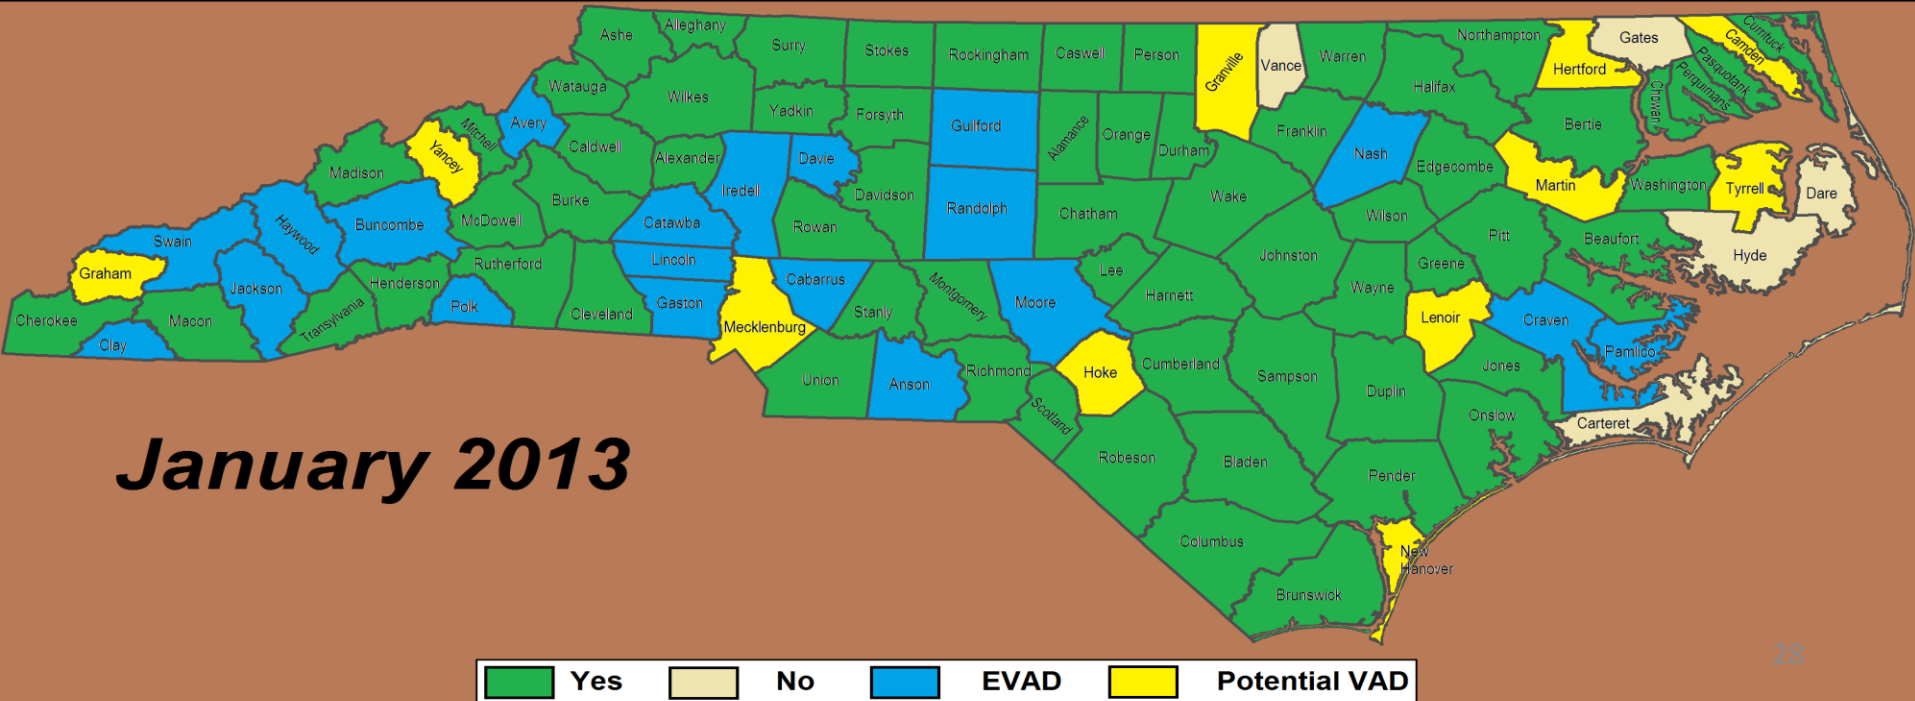 Ashe
Alleghany
Surry
Stokes
Rockingham
Caswell
Person
Granville
Vance
Warren
Northampton
Hertford
Gates
Camden
Currituck
Pasquotank
Perquimans
Chowan
Watauga
Wilkes
Yadkin
Forsyth
Guilford
Alamance
Orange
Durham
Franklin
Halifax
Nash
Edgecombe
Bertie
Martin
Washington
Tyrrell
Dare
Mitchell
Avery
Caldwell
Alexander
Iredell
Davie
Davidson
Randolph
Chatham
Wake
Wilson
Pitt
Beaufort
Hyde
Yancey
Madison
Burke
McDowell
Catawba
Rowan
Buncombe
Haywood
Swain
Graham
Jackson
Henderson
Rutherford
Cleveland
Lincoln
Gaston
Cabarrus
Stanly
Montgomery
Moore
Lee
Harnett
Johnston
Wayne
Greene
Lenoir
Craven
Pamlico
Cherokee
Clay
Macon
Transylvania
Polk
Mecklenburg
Union
Anson
Richmond
Scotland
Hoke
Cumberland
Sampson
Duplin
Jones
Onslow
Carteret
Robeson
Bladen
Pender
Columbus
Brunswick
New
Hanover
January 2013
28
Yes
No
EVAD
Potential VAD